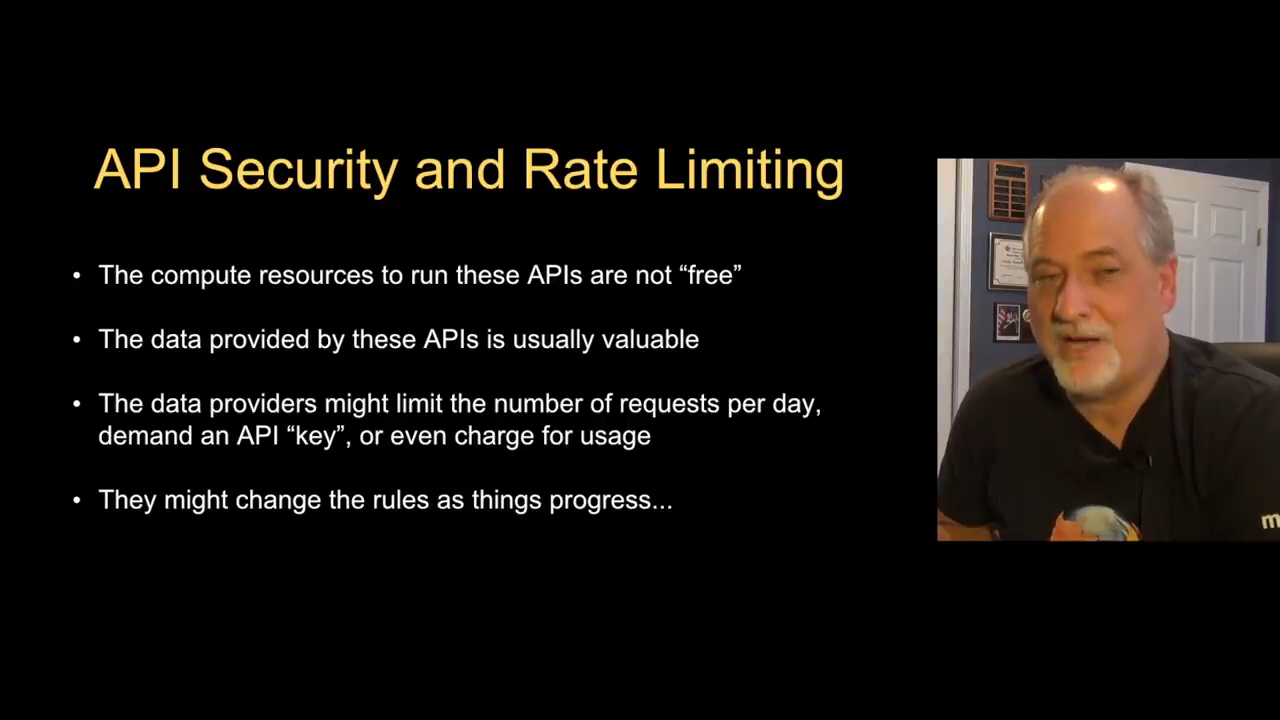 API Security and Rate Limiting
• The compute resources to run these APIs are not “free”
• The data provided by these APIs is usually valuable
• The data providers might limit the number of requests per day,
demand an API “key”, or even charge for usage
• They might change the rules as things progress...
m